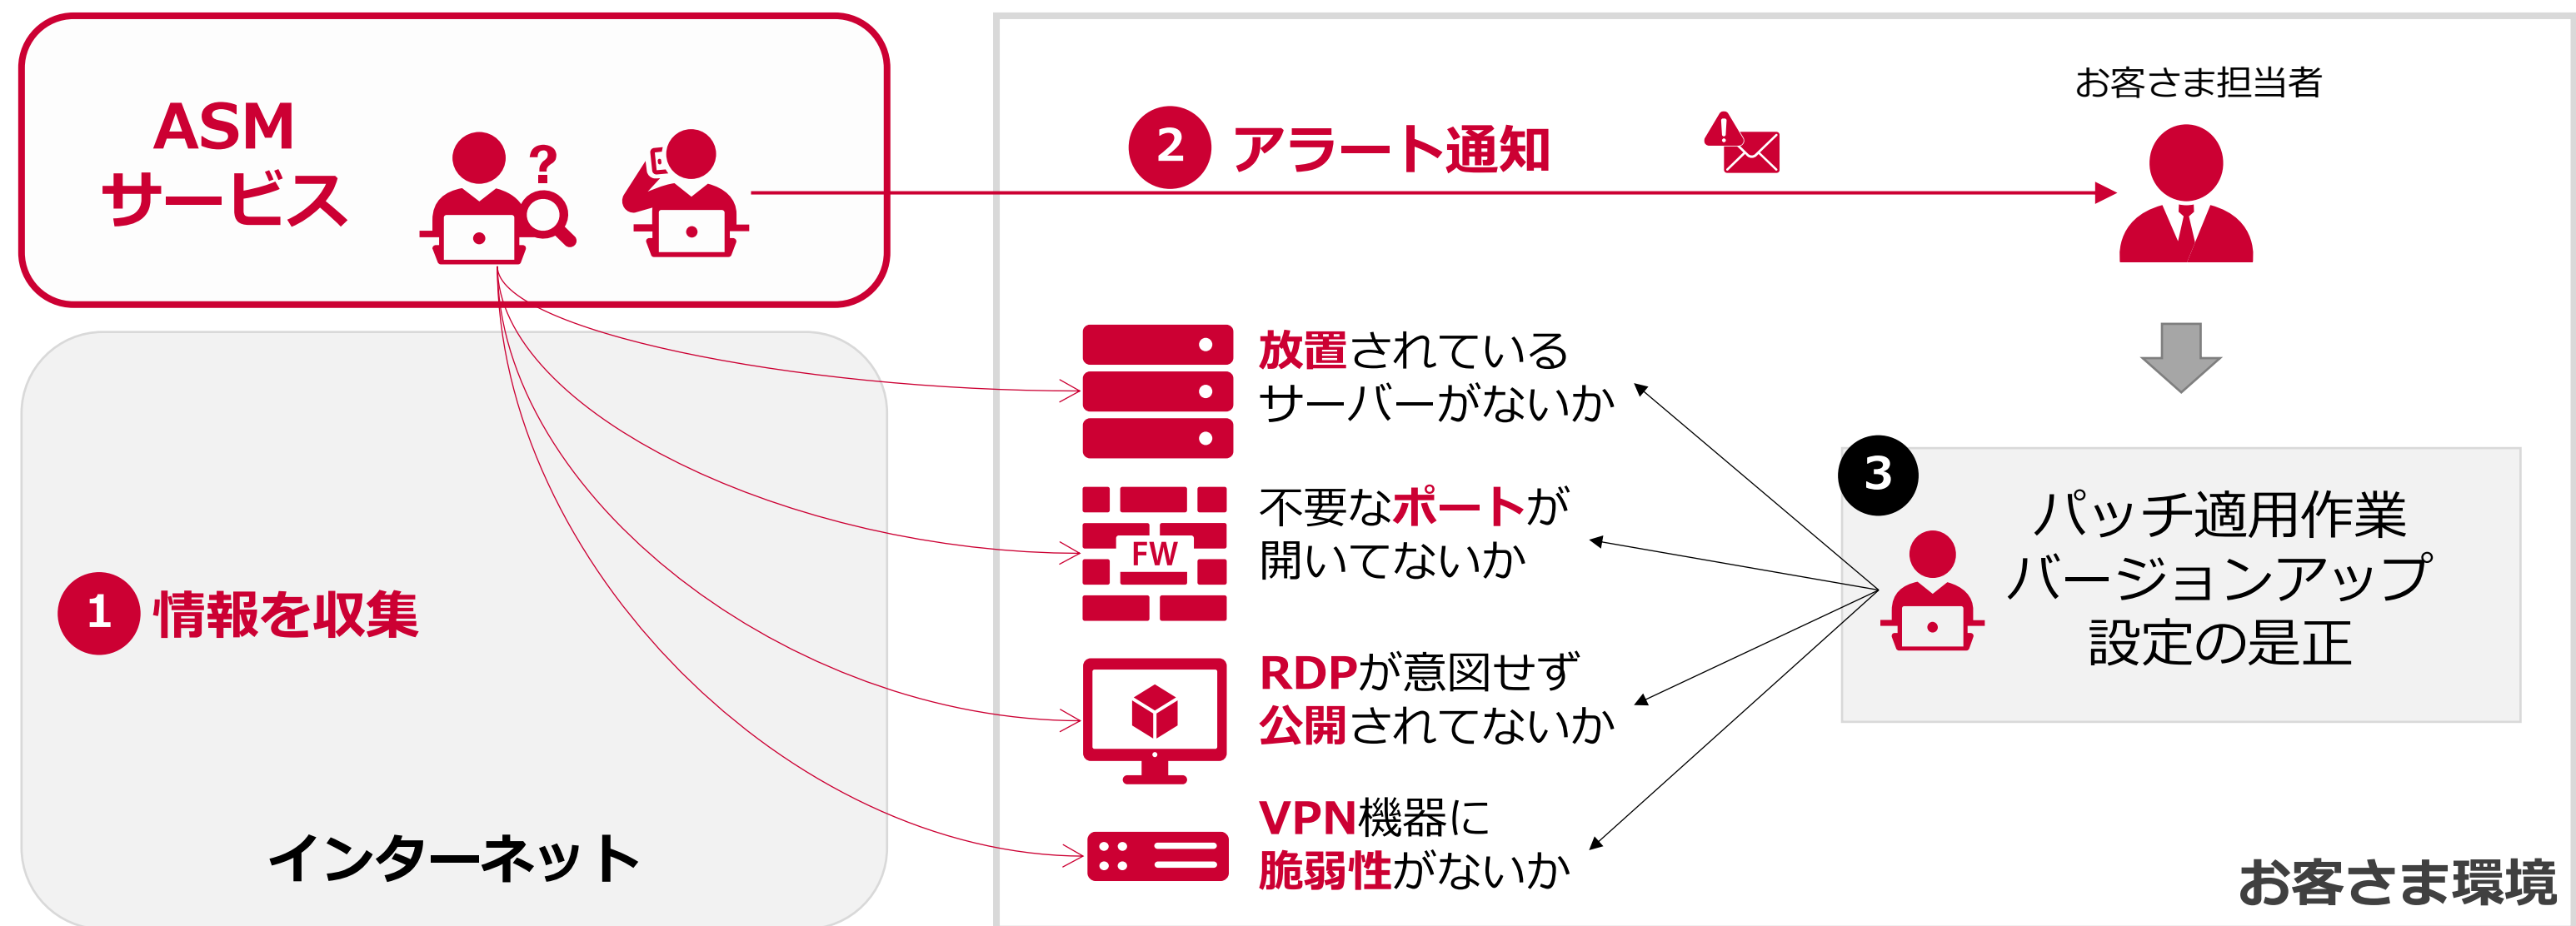 ASM
サービス
?
2 アラート通知
!
お客さま担当者
1 情報を収集
インターネット
放置されている
サーバーがないか
FW
不要なポートが
開いてないか
RDPが意図せず
公開されてないか
VPN機器に
脆弱性がないか
3
パッチ適用作業
バージョンアップ
設定の是正
お客さま環境